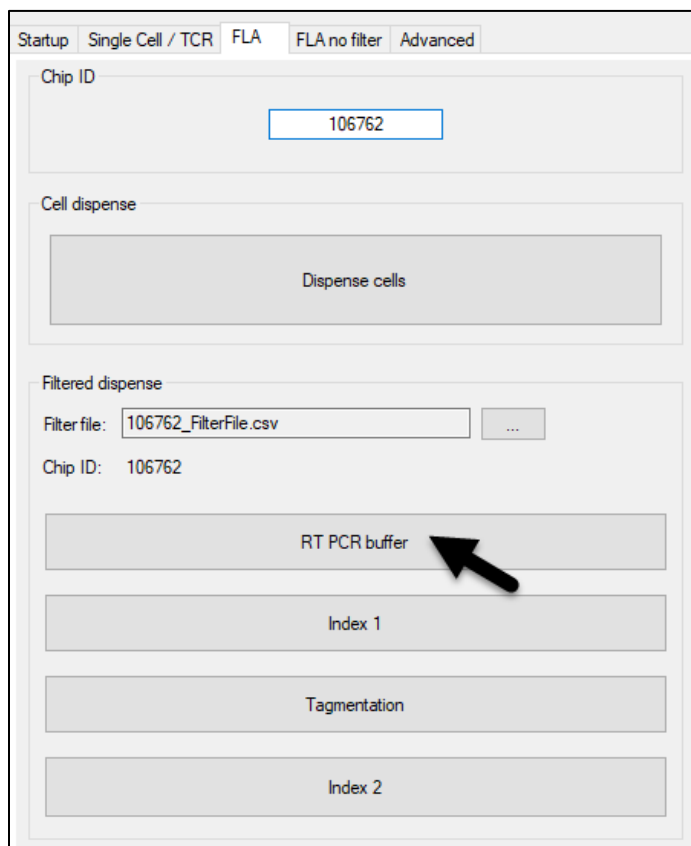 Startup Single Cell / TCR FLA FLA no filter Advanced
Chip ID
106762
Cell dispense
Dispense cells
Filtered dispense
Filter file: 106762_FilterFile.csv ...
Chip ID: 106762
RT PCR buffer
Index 1
Tagmentation
Index 2